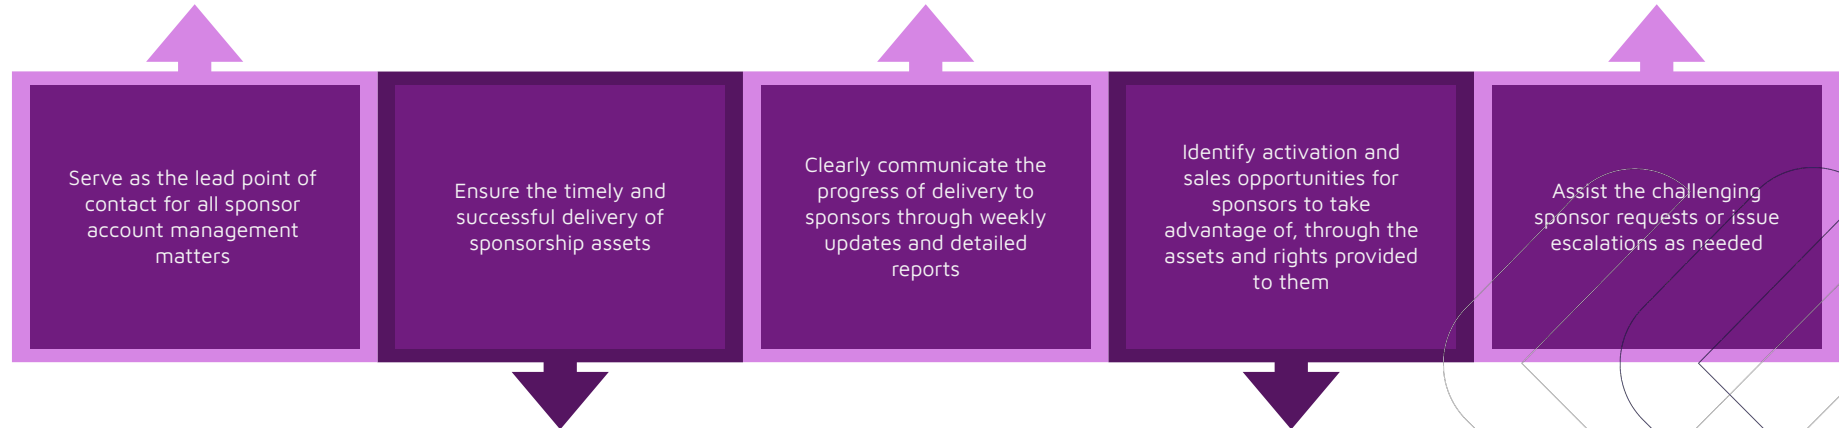 Serve as the lead point of
contact for all sponsor
account management
matters
Ensure the timely and
successful delivery of
sponsorship assets
Clearly communicate the
progress of delivery to
sponsors through weekly
updates and detailed
reports
Identify activation and
sales opportunities for
sponsors to take
advantage of, through the
assets and rights provided
to them
Assist the challenging
sponsor requests or issue
escalations as needed